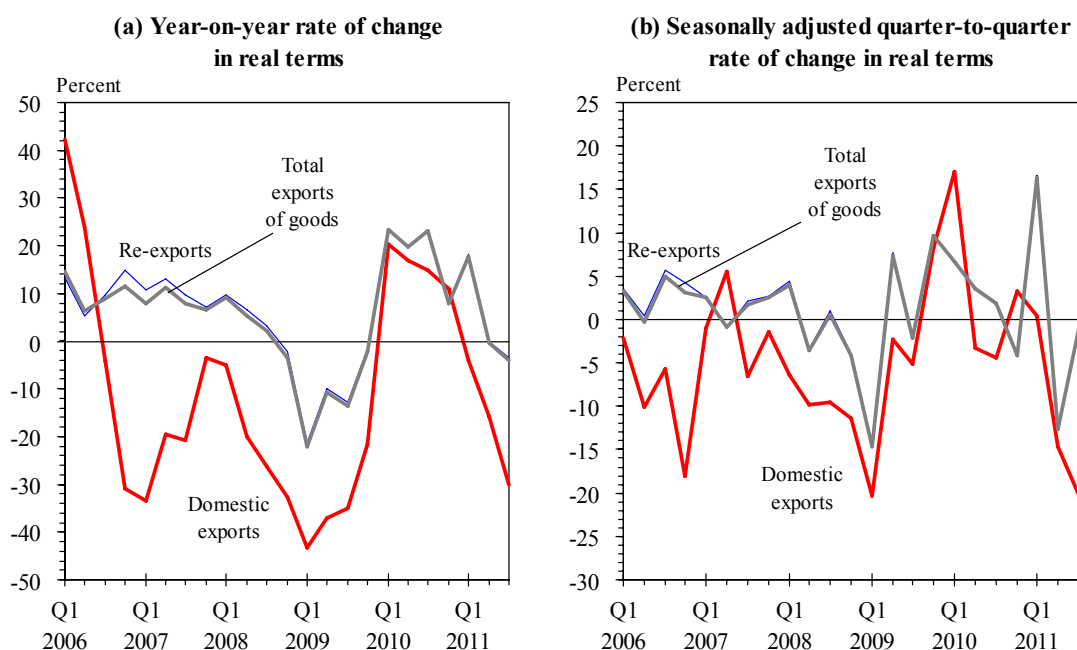 (a) Year-on-year rate of change
in real terms
Percent
50
40
30
20
10
0
-10
-20
-30
-40
-50
Total
exports
of goods
Re-exports
Domestic
exports
Q1 Q1 Q1 Q1 Q1 Q1
2006 2007 2008 2009 2010 2011
(b) Seasonally adjusted quarter-to-quarter
rate of change in real terms
Percent
25
20
15
10
5
0
-5
-10
-15
-20
-25
-30
Total
exports
of goods
Re-exports
Domestic
exports
Q1 Q1 Q1 Q1 Q1 Q1
2006 2007 2008 2009 2010 2011